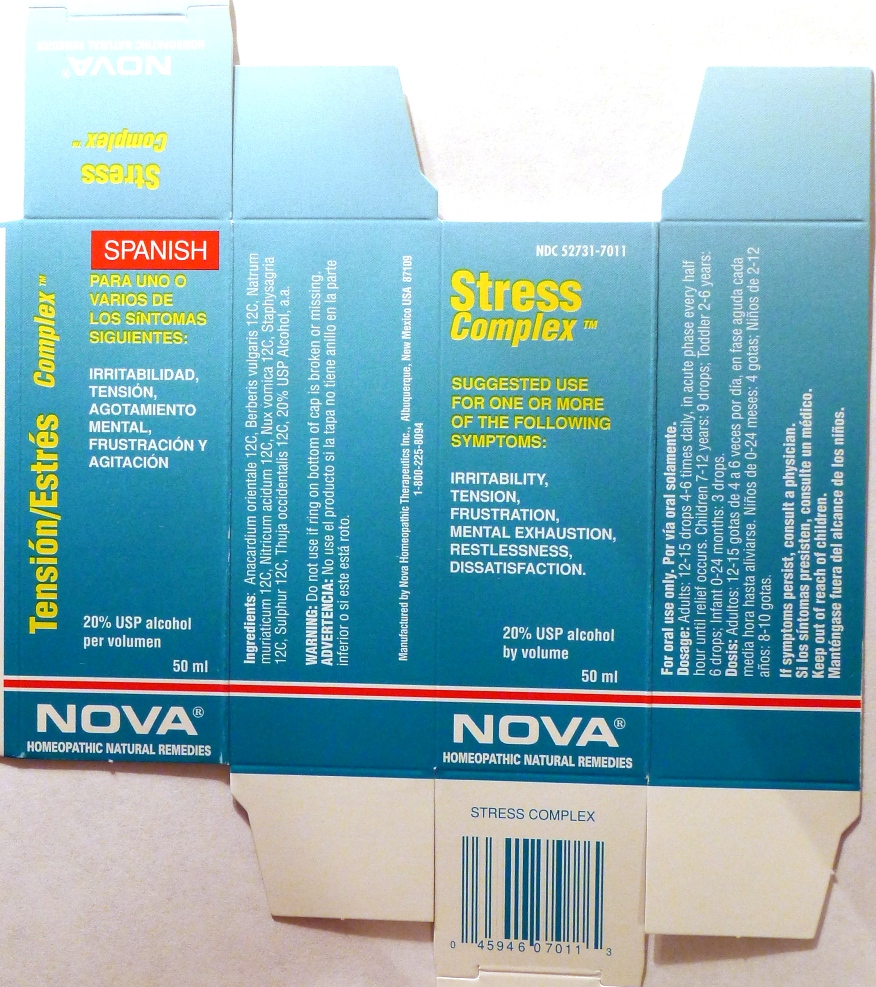 HOMEOPATHIC NATURAL REMEDIES
NOVA®
Complex™
Stress
SPANISH
Tensión/Estrés Complex™
PARA UNO O
VARIOS DE
LOS SíNTOMAS
SIGUIENTES:
IRRITABILIDAD,
TENSIÓN,
AGOTAMIENTO
MENTAL,
FRUSTRACIÓN Y
AGITACIÓN
20% USP alcohol
per volumen
50 ml
NOVA®
HOMEOPATHIC NATURAL REMEDIES
Ingredients: Anacardium orientale 12C, Berberis vulgaris 12C, Natrum
muriaticum 12C, Nitricum acidum 12C, Nux vomica 12C, Staphysagria
12C, Sulphur 12C, Thuja occidentalis 12C, 20% USP Alcohol, a.a.
WARNING: Do not use if ring on bottom of cap is broken or missing.
ADVERTENCIA: No use el producto si la tapa no tiene anillo en la parte
inferior o si este está roto.
Manufactured by Nova Homeopathic Therapeutics Inc., Albuquerque, New Mexico USA 87109
1-800-225-8094
NDC 52731-7011
Stress
Complex™
SUGGESTED USE
FOR ONE OR MORE
OF THE FOLLOWING
SYMPTOMS:
IRRITABILITY,
TENSION,
FRUSTRATION,
MENTAL EXHAUSTION,
RESTLESSNESS,
DISSATISFACTION.
20% USP alcohol
by volume
50 ml
NOVA®
HOMEOPATHIC NATURAL REMEDIES
STRESS COMPLEX
0 45946 07011 3
For oral use only. Por vía oral solamente.
Dosage: Adults: 12-15 drops 4-6 times daily, in acute phase every half
hour until relief occurs. Children 7-12 years: 9 drops; Toddler 2-6 years:
6 drops; Infant 0-24 months: 3 drops.
Dosis: Adultos: 12-15 gotas de 4 a 6 veces por día, en fase aguda cada
media hora hasta aliviarse. Niños de 0-24 meses: 4 gotas; Niños de 2-12
años: 8-10 gotas.
If symptoms persist, consult a physician.
Si los síntomas presisten, consulte un médico.
Keep out of reach of children.
Manténgase fuera del alcance de los niños.